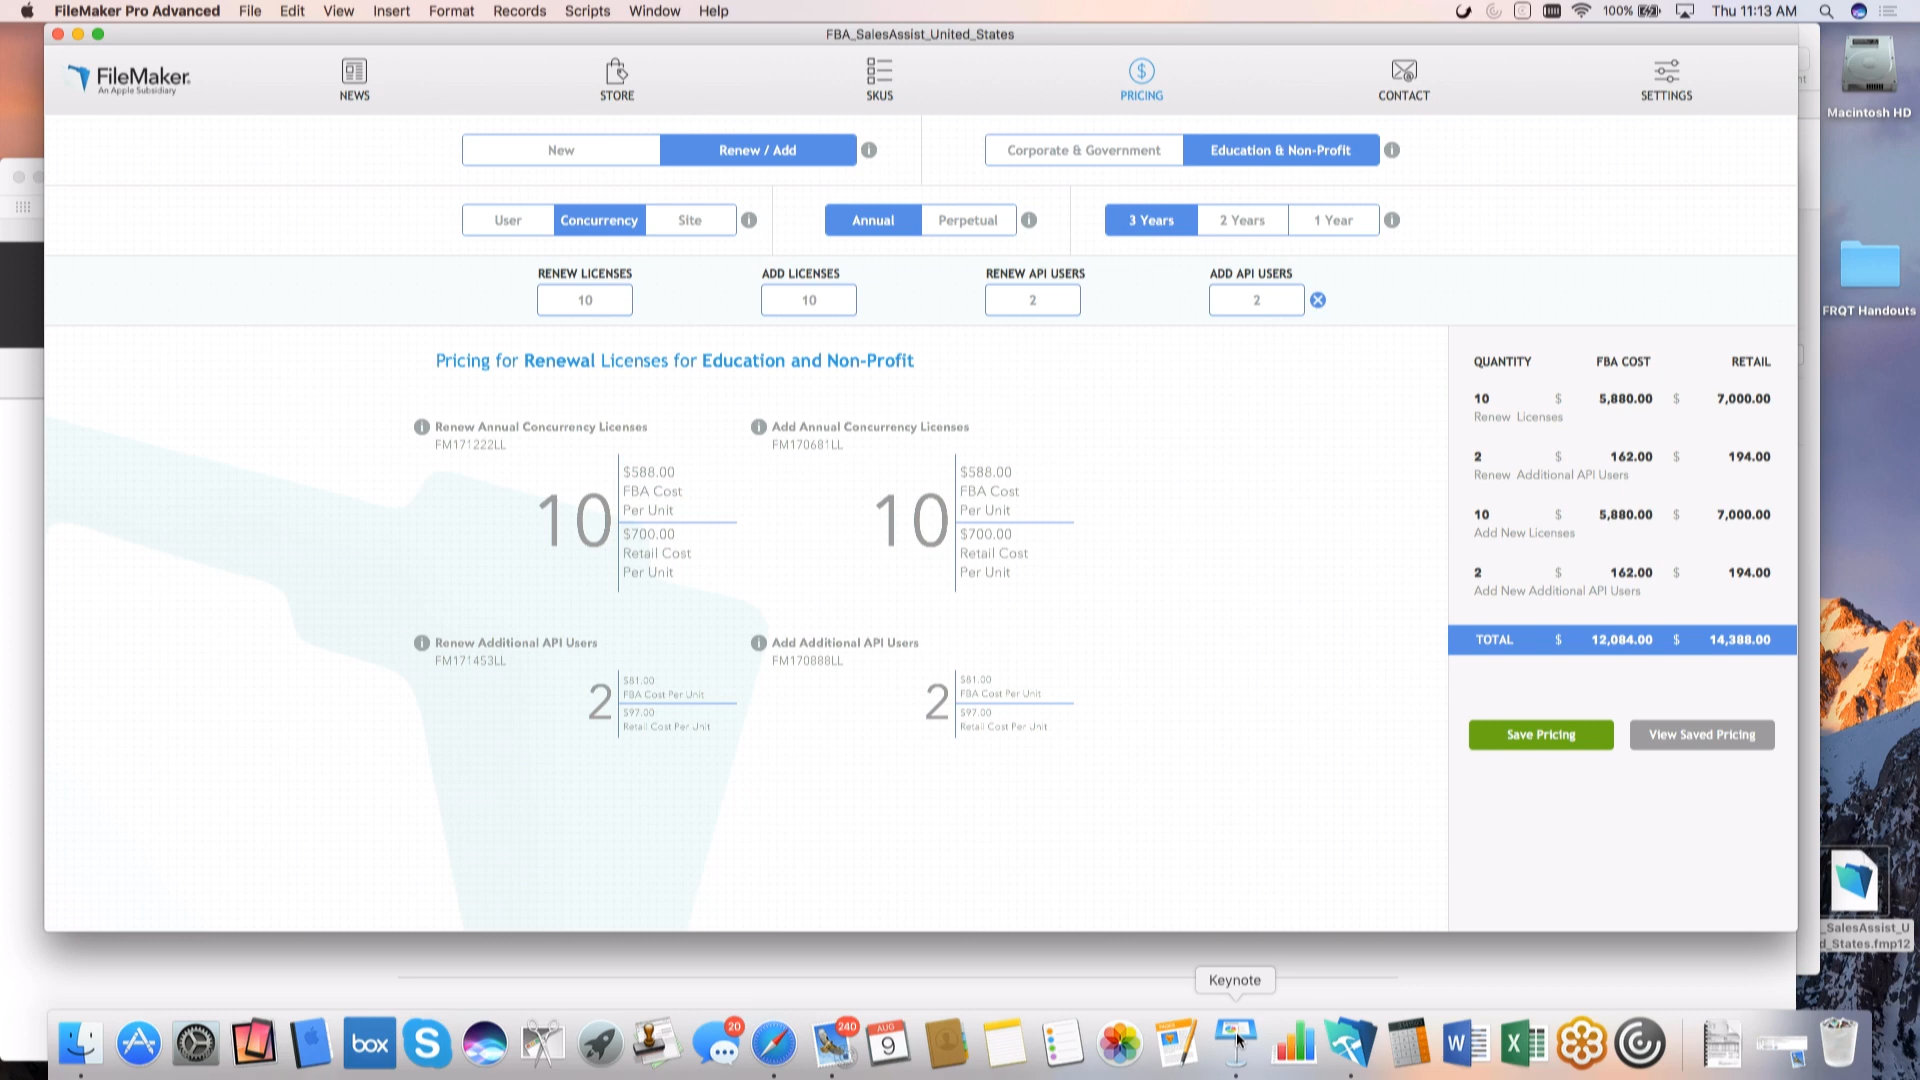 FileMaker Pro Advanced File Edit View Insert Format Records Scripts Window Help 100% Thu 11:13 AM
FBA_SalesAssist_United_States
FileMaker
An Apple Subsidiary
NEWS STORE SKUS PRICING CONTACT SETTINGS
Macintosh HD
New Renew / Add Corporate & Government Education & Non-Profit
User Concurrency Site Annual Perpetual 3 Years 2 Years 1 Year
RENEW LICENSES ADD LICENSES RENEW API USERS ADD API USERS
10 10 2 2
FRQT Handouts
Pricing for Renewal Licenses for Education and Non-Profit
Renew Annual Concurrency Licenses
FM171222LL
10
$588.00
FBA Cost
Per Unit
$700.00
Retail Cost
Per Unit
Add Annual Concurrency Licenses
FM170681LL
10
$588.00
FBA Cost
Per Unit
$700.00
Retail Cost
Per Unit
Renew Additional API Users
FM171453LL
2
$81.00
FBA Cost Per Unit
$97.00
Retail Cost Per Unit
Add Additional API Users
FM170888LL
2
$81.00
FBA Cost Per Unit
$97.00
Retail Cost Per Unit
QUANTITY FBA COST RETAIL
10 $ 5,880.00 $ 7,000.00
Renew Licenses
2 $ 162.00 $ 194.00
Renew Additional API Users
10 $ 5,880.00 $ 7,000.00
Add New Licenses
2 $ 162.00 $ 194.00
Add New Additional API Users
TOTAL $ 12,084.00 $ 14,388.00
Save Pricing View Saved Pricing
_SalesAssist_U
d_States.fmp12
Keynote
box
20
240
AUG
9